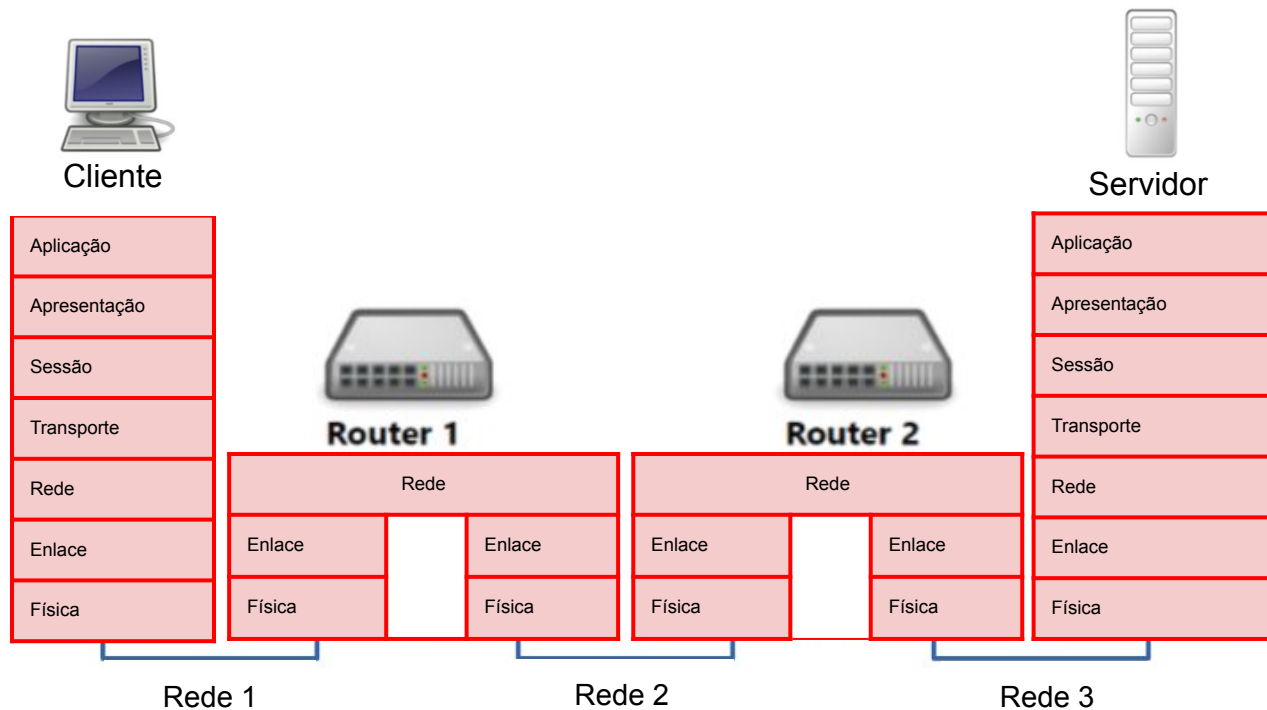 Cliente
Servidor
Aplicação
Apresentação
Sessão
Transporte
Rede
Enlace
Física
Router 1
Rede
Enlace
Enlace
Física
Física
Router 2
Rede
Enlace
Enlace
Física
Física
Aplicação
Apresentação
Sessão
Transporte
Rede
Enlace
Física
Rede 1
Rede 2
Rede 3